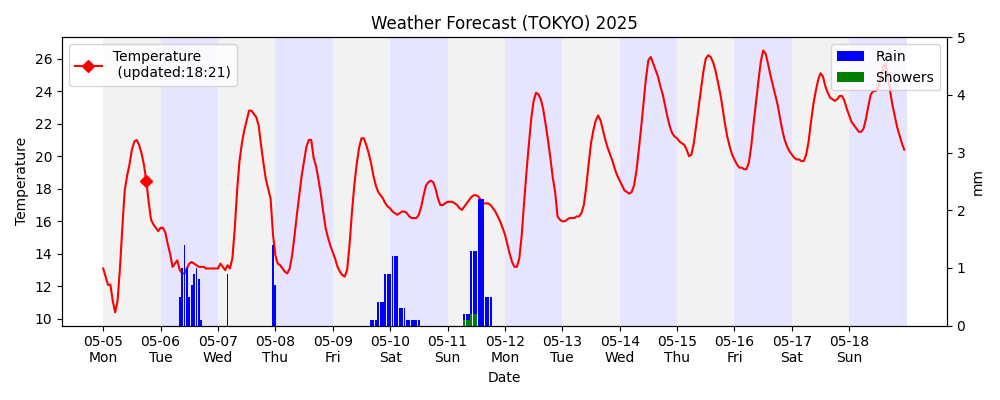 Weather Forecast (TOKYO) 2025
Temperature
(updated:18:21)
Rain
Showers
Temperature
26
24
22
20
18
16
14
12
10
5
4
3
2
1
0
mm
05-05 05-06 05-07 05-08 05-09 05-10 05-11 05-12 05-13 05-14 05-15 05-16 05-17 05-18
Mon Tue Wed Thu Fri Sat Sun Mon Tue Wed Thu Fri Sat Sun
Date